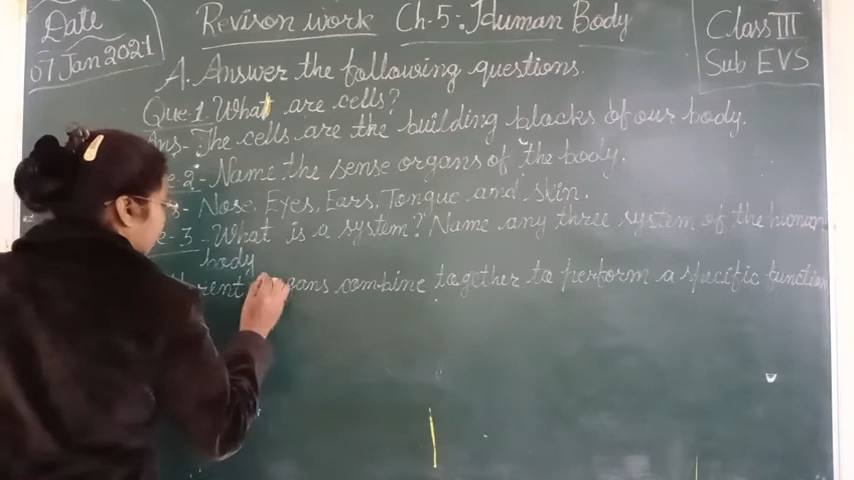 Date
07 Jan 2021
Revison work Ch-5:- Human Body
Class III
Sub EVS
A. Answer the following questions.
Que-1. What are cells?
Ans- The cells are the building blocks of our body.
2- Name the sense organs of the body.
Nose, Eyes, Ears, Tongue and skin.
3- What is a system? Name any three system of the human
body
organs combine together to perform a specific function